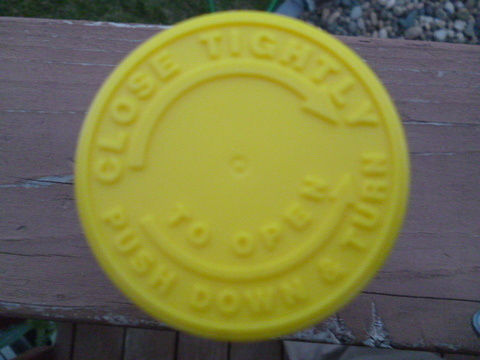 CLOSE TIGHTLY
TO OPEN
PUSH DOWN & TURN